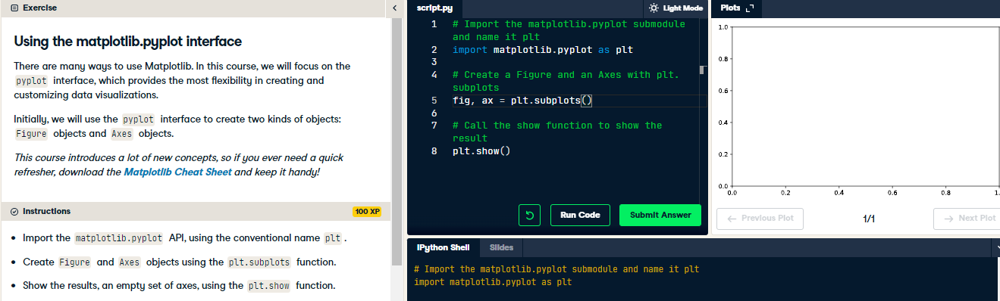 Exercise
Using the matplotlib.pyplot interface
There are many ways to use Matplotlib. In this course, we will focus on the
pyplot interface, which provides the most flexibility in creating and
customizing data visualizations.
Initially, we will use the pyplot interface to create two kinds of objects:
Figure objects and Axes objects.
This course introduces a lot of new concepts, so if you ever need a quick
refresher, download the Matplotlib Cheat Sheet and keep it handy!
Instructions 100 XP
• Import the matplotlib.pyplot API, using the conventional name plt .
• Create Figure and Axes objects using the plt.subplots function.
• Show the results, an empty set of axes, using the plt.show function.
script.py Light Mode
1 # Import the matplotlib.pyplot submodule
and name it plt
2 import matplotlib.pyplot as plt
3
4 # Create a Figure and an Axes with plt.
subplots
5 fig, ax = plt.subplots()
6
7 # Call the show function to show the
result
8 plt.show()
Run Code Submit Answer
Plots
1.0
0.8
0.6
0.4
0.2
0.0
0.0 0.2 0.4 0.6 0.8 1.
Previous Plot 1/1 Next Plot
IPython Shell Slides
# Import the matplotlib.pyplot submodule and name it plt
import matplotlib.pyplot as plt